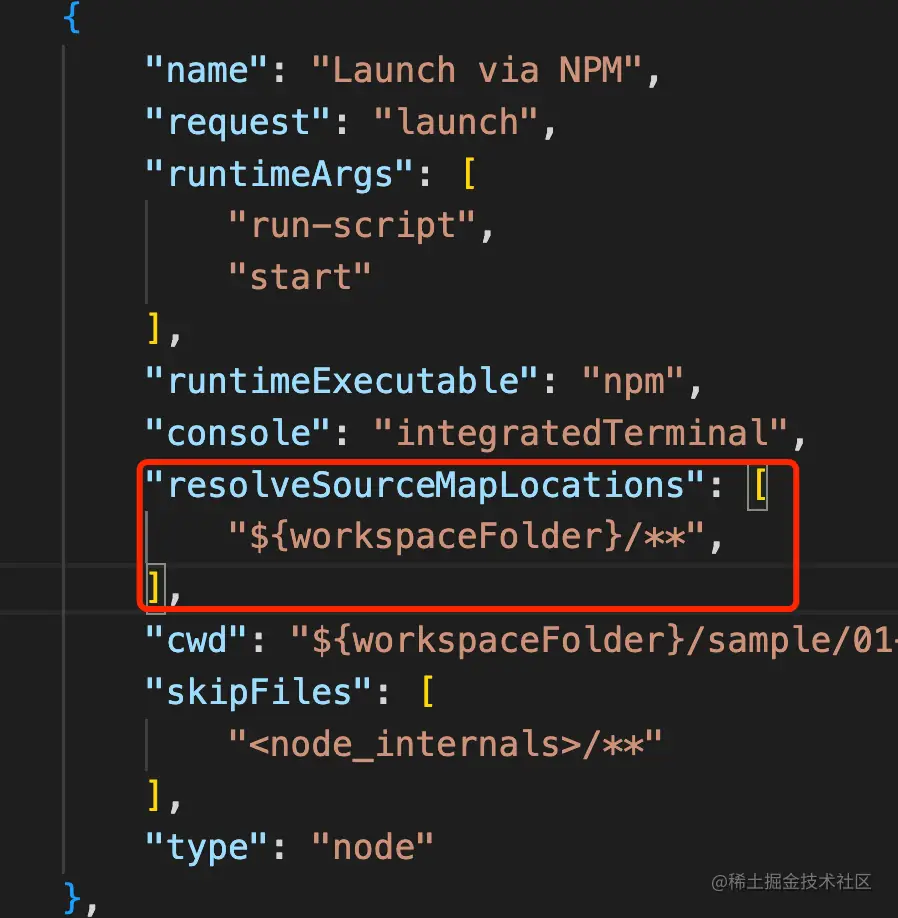 {
"name": "Launch via NPM",
"request": "launch",
"runtimeArgs": [
"run-script",
"start"
],
"runtimeExecutable": "npm",
"console": "integratedTerminal",
"resolveSourceMapLocations": [
"${workspaceFolder}/**",
],
"cwd": "${workspaceFolder}/sample/01-
"skipFiles": [
"<node_internals>/**"
],
"type": "node"
},
@稀土掘金技术社区